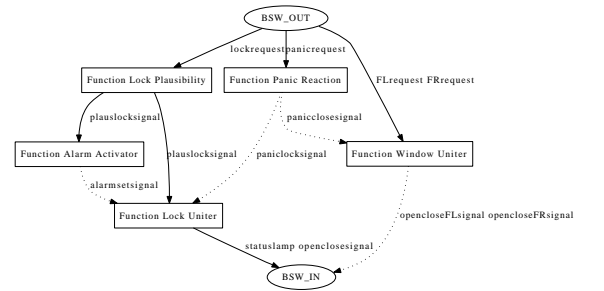 BSW_OUT
lockrequest panicrequest
Function Lock Plausibility
Function Panic Reaction
FLrequest FRrequest
plauslocksignal
panicclosesignal
Function Alarm Activator
plauslocksignal
paniclocksignal
Function Window Uniter
alarmsetsignal
Function Lock Uniter
opencloseFLsignal opencloseFRsignal
statuslamp openclosesignal
BSW_IN